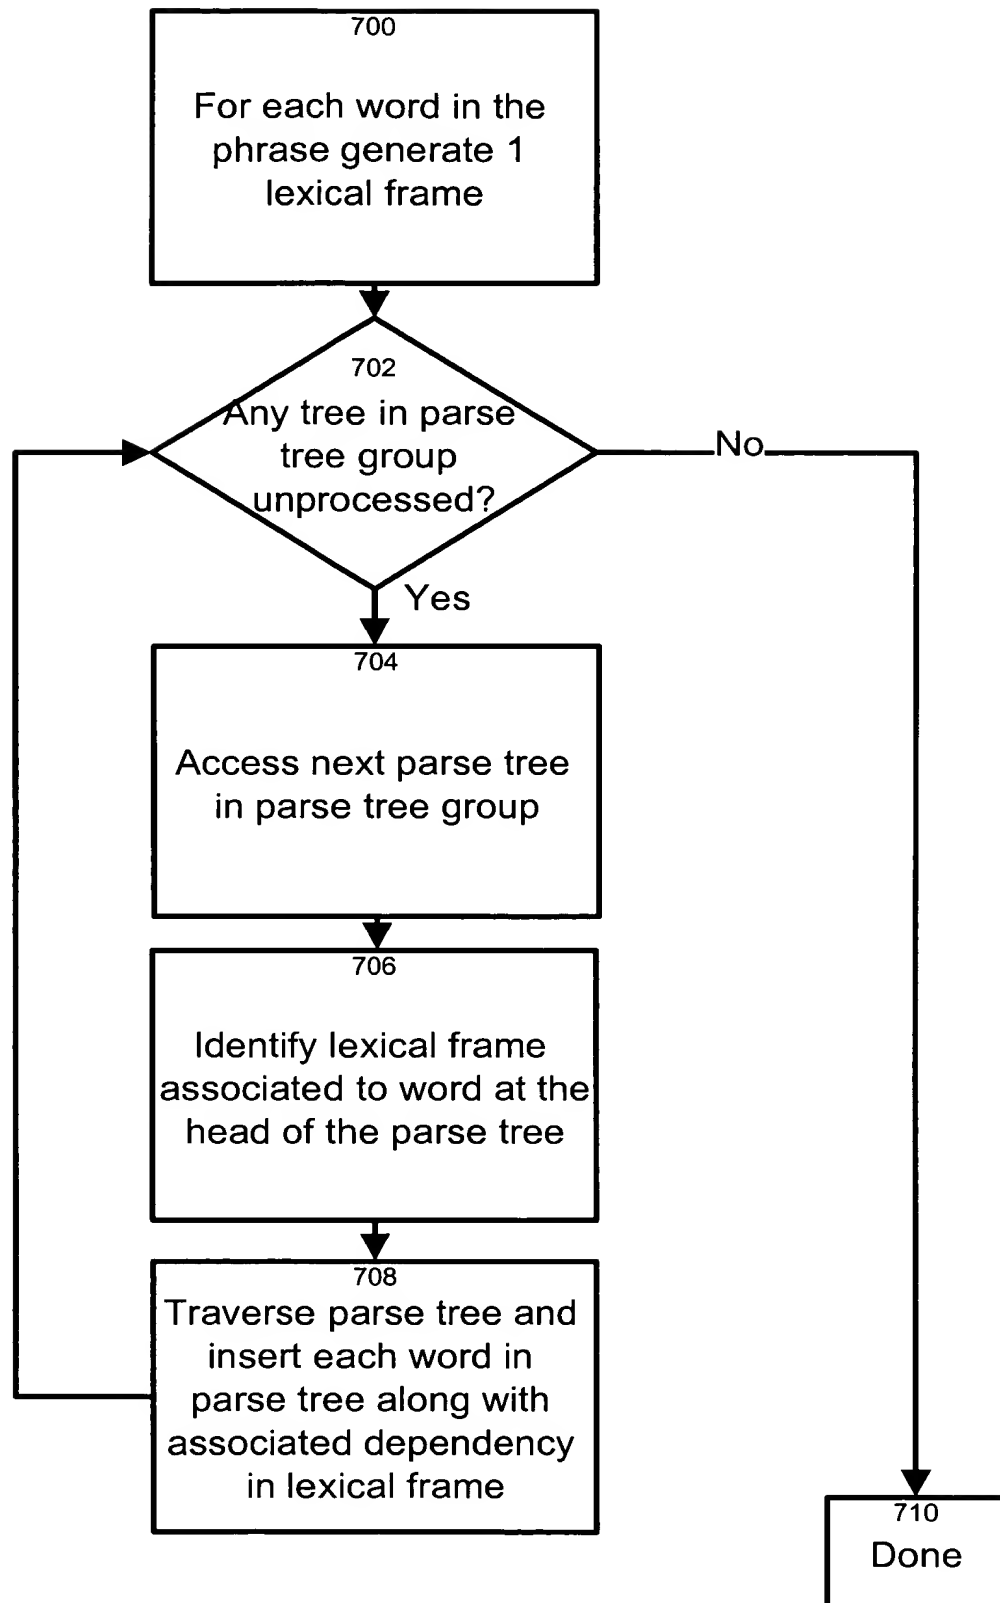 700
For each word in the
phrase generate 1
lexical frame
702
Any tree in parse
tree group
unprocessed?
No
Yes
704
Access next parse tree
in parse tree group
706
Identify lexical frame
associated to word at the
head of the parse tree
708
Traverse parse tree and
insert each word in
parse tree along with
associated dependency
in lexical frame
710
Done